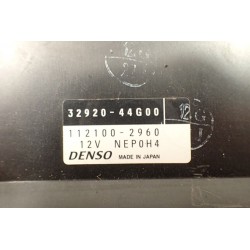 32920-44G00
112100-2960
12V NEP0H4
DENSO MADE IN JAPAN